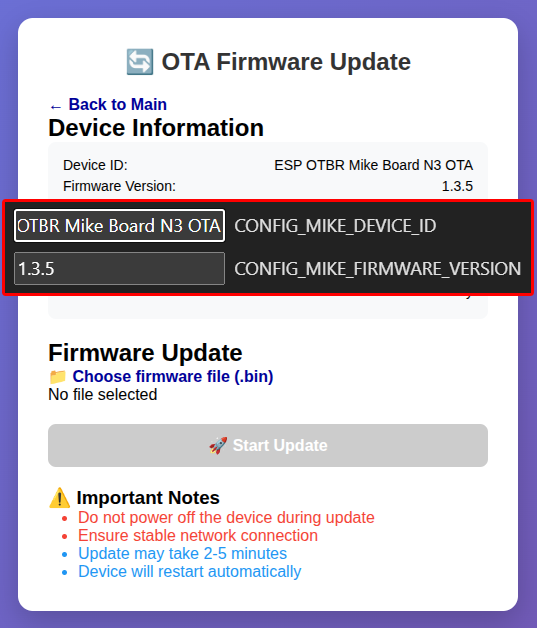 🔄 OTA Firmware Update
← Back to Main
Device Information
Device ID: ESP OTBR Mike Board N3 OTA
Firmware Version: 1.3.5
OTBR Mike Board N3 OTA CONFIG_MIKE_DEVICE_ID
1.3.5 CONFIG_MIKE_FIRMWARE_VERSION
Firmware Update
📁 Choose firmware file (.bin)
No file selected
🚀 Start Update
⚠️ Important Notes
• Do not power off the device during update
• Ensure stable network connection
• Update may take 2-5 minutes
• Device will restart automatically